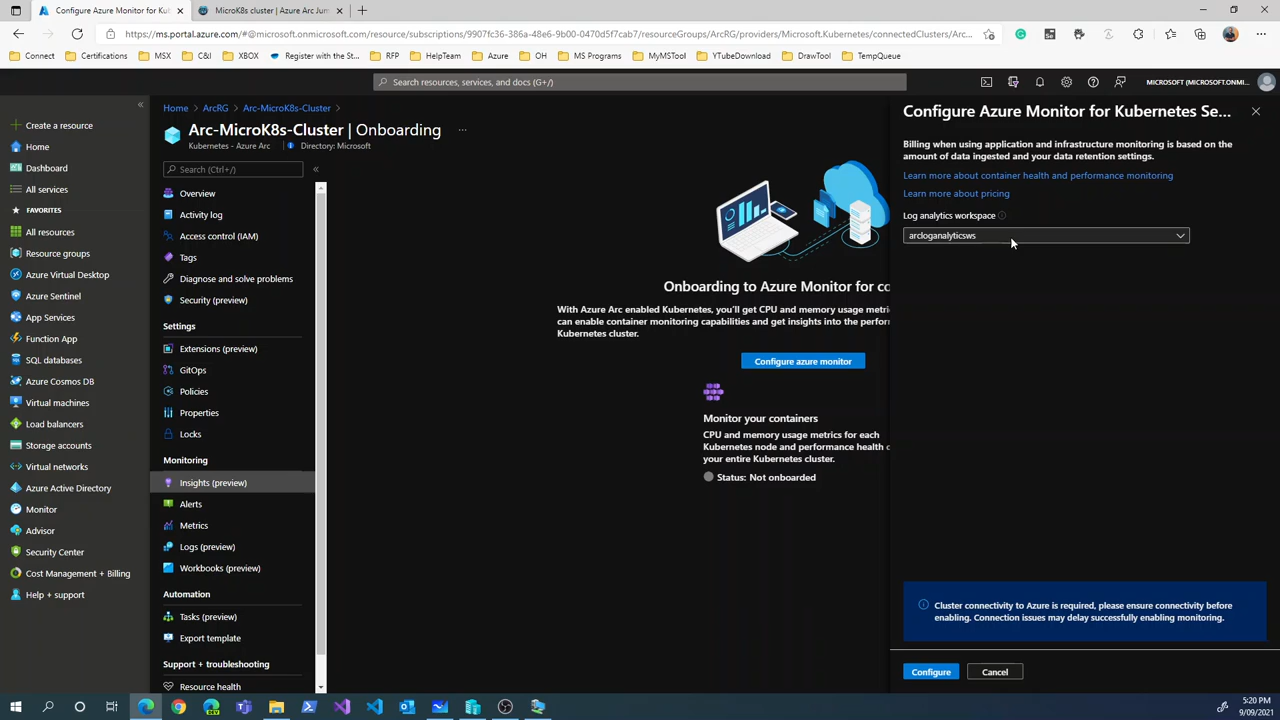 Configure Azure Monitor for Kub
MicroK8s cluster | Azure Arc Jum
https://ms.portal.azure.com/#@microsoft.onmicrosoft.com/resource/subscriptions/9907fc36-386a-48e6-9b00-0470d5f7cab7/resourceGroups/ArcRG/providers/Microsoft.Kubernetes/connectedClusters/Arc...
Connect
Certifications
MSX
C&I
XBOX
Register with the St...
RFP
HelpTeam
Azure
OH
MS Programs
MyMSTool
YTubeDownload
DrawTool
TempQueue
Search resources, services, and docs (G+/)
MICROSOFT (MICROSOFT.ONMI...
Create a resource
Home
Dashboard
All services
FAVORITES
All resources
Resource groups
Azure Virtual Desktop
Azure Sentinel
App Services
Function App
SQL databases
Azure Cosmos DB
Virtual machines
Load balancers
Storage accounts
Virtual networks
Azure Active Directory
Monitor
Advisor
Security Center
Cost Management + Billing
Help + support
Home > ArcRG > Arc-MicroK8s-Cluster >
Arc-MicroK8s-Cluster | Onboarding ...
Kubernetes - Azure Arc
Directory: Microsoft
Search (Ctrl+/)
Overview
Activity log
Access control (IAM)
Tags
Diagnose and solve problems
Security (preview)
Settings
Extensions (preview)
GitOps
Policies
Properties
Locks
Monitoring
Insights (preview)
Alerts
Metrics
Logs (preview)
Workbooks (preview)
Automation
Tasks (preview)
Export template
Support + troubleshooting
Resource health
Onboarding to Azure Monitor for co
With Azure Arc enabled Kubernetes, you'll get CPU and memory usage metri
can enable container monitoring capabilities and get insights into the perform
Kubernetes cluster.
Configure azure monitor
Monitor your containers
CPU and memory usage metrics for each
Kubernetes node and performance health o
your entire Kubernetes cluster.
Status: Not onboarded
Configure Azure Monitor for Kubernetes Se...
Billing when using application and infrastructure monitoring is based on the
amount of data ingested and your data retention settings.
Learn more about container health and performance monitoring
Learn more about pricing
Log analytics workspace
arcloganalyticsws
Cluster connectivity to Azure is required, please ensure connectivity before
enabling. Connection issues may delay successfully enabling monitoring.
Configure
Cancel
5:20 PM
9/09/2021